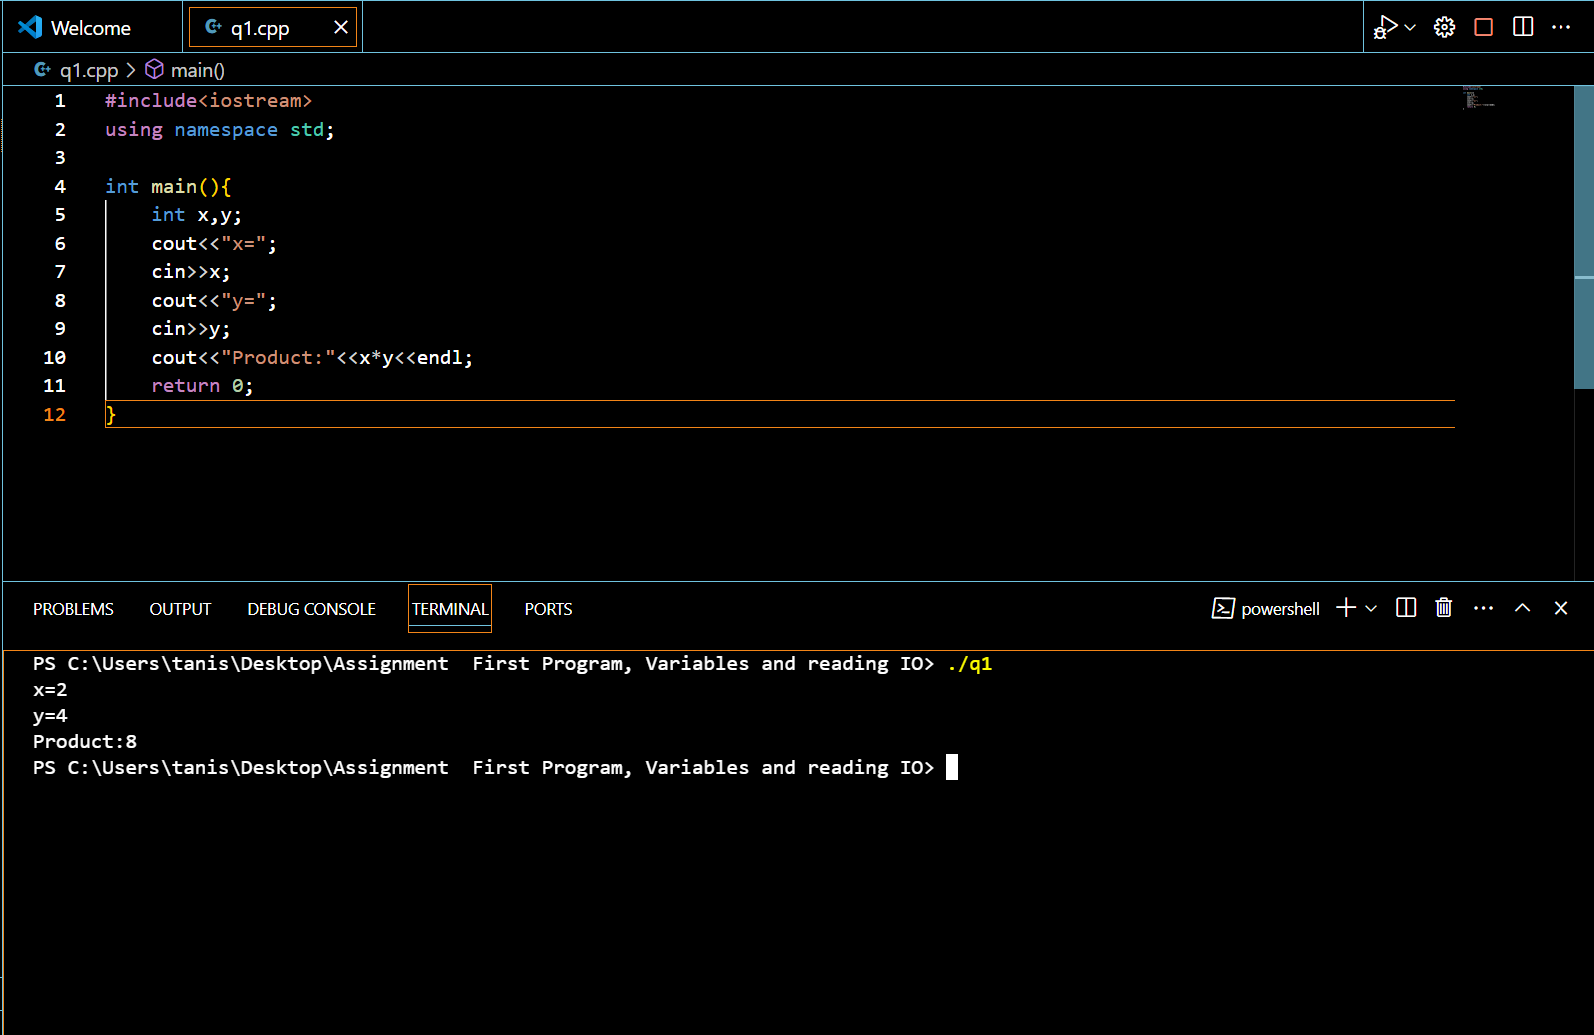 Welcome
q1.cpp
q1.cpp > main()
1 #include<iostream>
2 using namespace std;
3
4 int main(){
5 int x,y;
6 cout<<"x=";
7 cin>>x;
8 cout<<"y=";
9 cin>>y;
10 cout<<"Product:"<<x*y<<endl;
11 return 0;
12 }
PROBLEMS OUTPUT DEBUG CONSOLE TERMINAL PORTS powershell
PS C:\Users\tanis\Desktop\Assignment  First Program, Variables and reading IO> ./q1
x=2
y=4
Product:8
PS C:\Users\tanis\Desktop\Assignment  First Program, Variables and reading IO>